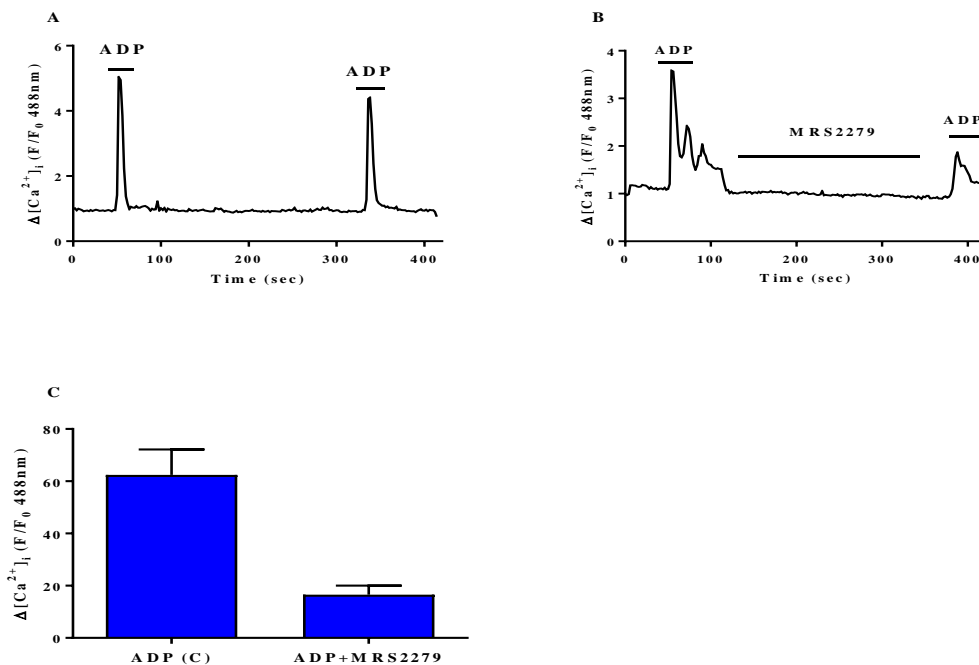 A
ADP
ADP
6
4
2
0
0 100 200 300 400
Δ[Ca²⁺]ᵢ (F/F₀ 488nm)
Time (sec)
B
ADP
MRS2279
ADP
4
3
2
1
0
0 100 200 300 400
Δ[Ca²⁺]ᵢ (F/F₀ 488nm)
Time (sec)
C
80
60
40
20
0
Δ[Ca²⁺]ᵢ (F/F₀ 488nm)
ADP (C) ADP+MRS2279